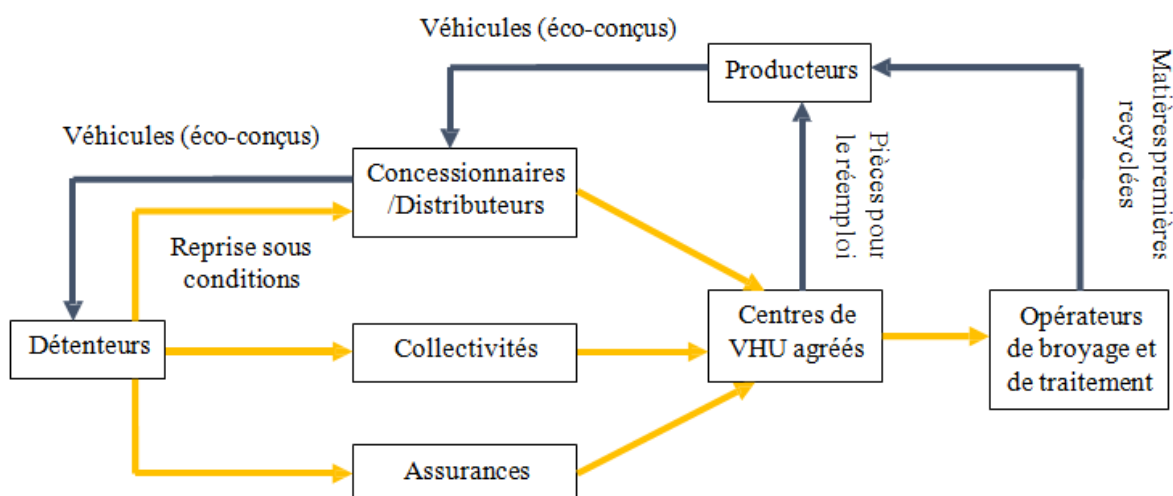 Véhicules (éco-conçus)
Producteurs
Matières premières
recyclées
Véhicules (éco-conçus)
Pièces pour
le réemploi
Concessionnaires
/Distributeurs
Reprise sous
conditions
Détenteurs
Collectivités
Centres de
VHU agréés
Opérateurs
de broyage et
de traitement
Assurances